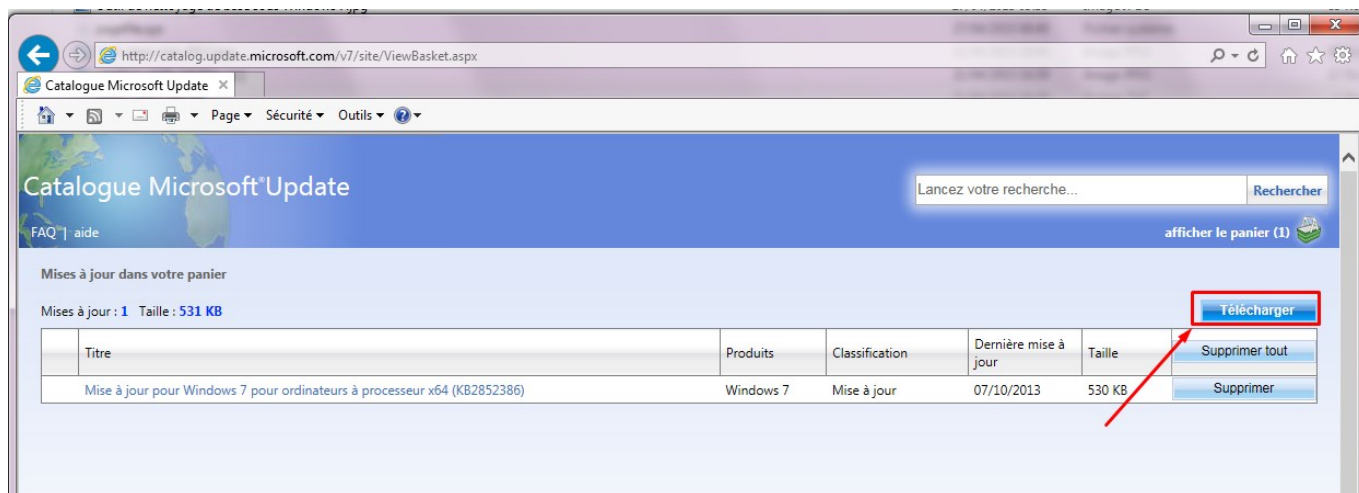 http://catalog.update.microsoft.com/v7/site/ViewBasket.aspx
Catalogue Microsoft Update
Page Sécurité Outils
Catalogue Microsoft® Update
Lancez votre recherche... Rechercher
FAQ | aide
afficher le panier (1)
Mises à jour dans votre panier
Mises à jour : 1 Taille : 531 KB
Télécharger
Titre Produits Classification Dernière mise à jour Taille Supprimer tout
Mise à jour pour Windows 7 pour ordinateurs à processeur x64 (KB2852386) Windows 7 Mise à jour 07/10/2013 530 KB Supprimer